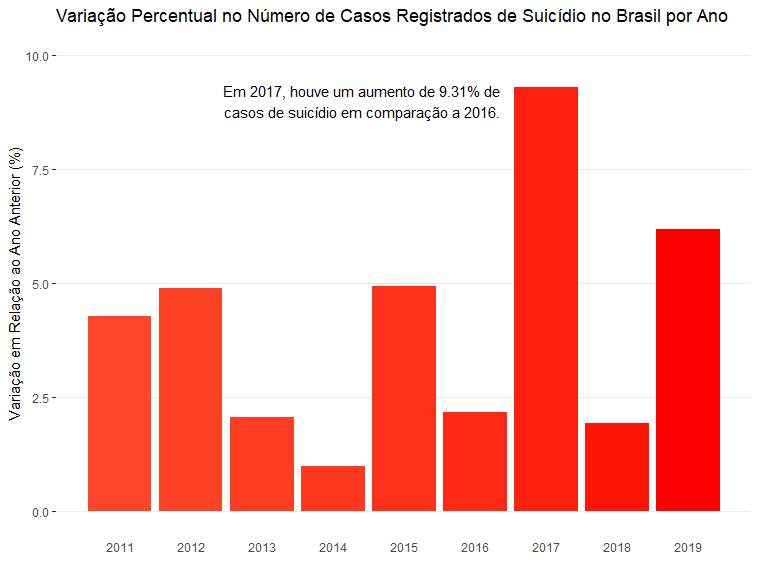 Variação Percentual no Número de Casos Registrados de Suicídio no Brasil por Ano
Variação em Relação ao Ano Anterior (%)
10.0
7.5
5.0
2.5
0.0
Em 2017, houve um aumento de 9.31% de
casos de suicídio em comparação a 2016.
2011 2012 2013 2014 2015 2016 2017 2018 2019